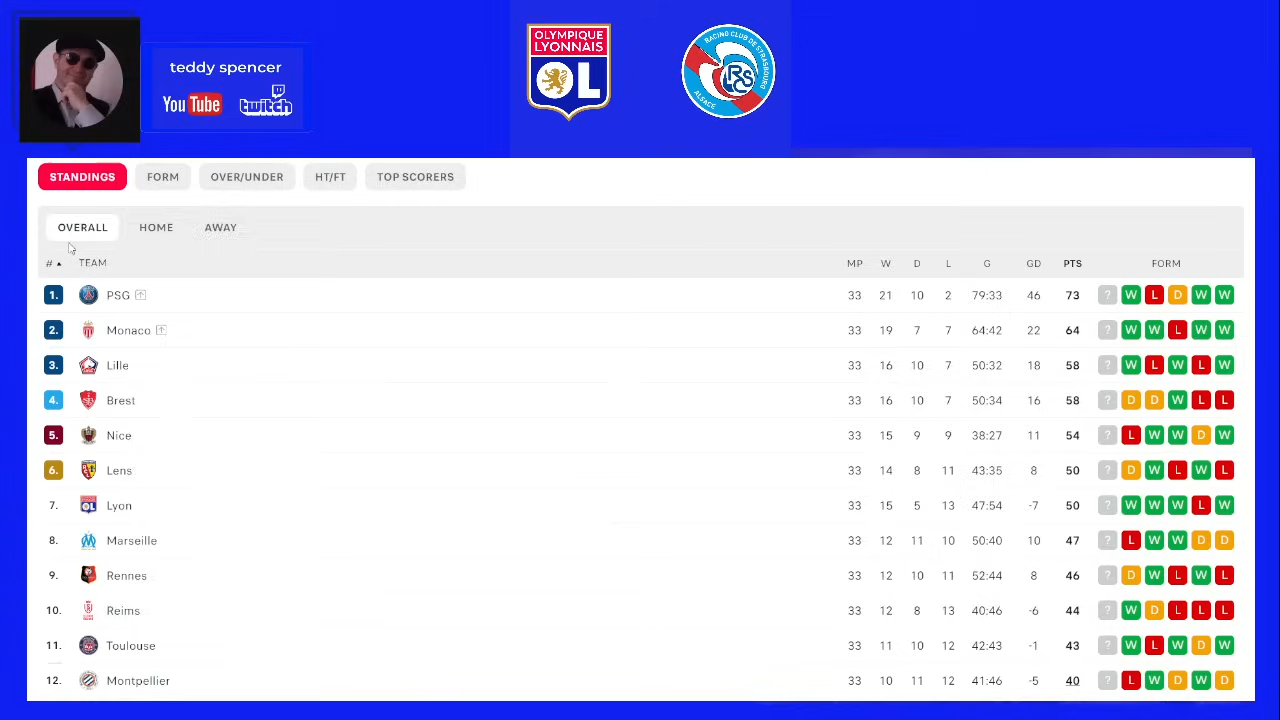 OLYMPIQUE
LYONNAIS
OL
RACING CLUB DE STRASBOURG
RCS
ALSACE
teddy spencer
YouTube twitch
STANDINGS FORM OVER/UNDER HT/FT TOP SCORERS
OVERALL HOME AWAY
# TEAM MP W D L G GD PTS FORM
1. PSG 33 21 10 2 79:33 46 73 ? W L D W W
2. Monaco 33 19 7 7 64:42 22 64 ? W W L W W
3. Lille 33 16 10 7 50:32 18 58 ? W L W L W
4. Brest 33 16 10 7 50:34 16 58 ? D D W L L
5. Nice 33 15 9 9 38:27 11 54 ? L W W D W
6. Lens 33 14 8 11 43:35 8 50 ? D W L W L
7. Lyon 33 15 5 13 47:54 -7 50 ? W W W L W
8. Marseille 33 12 11 10 50:40 10 47 ? L W W D D
9. Rennes 33 12 10 11 52:44 8 46 ? D W L W L
10. Reims 33 12 8 13 40:46 -6 44 ? W D L L L
11. Toulouse 33 11 10 12 42:43 -1 43 ? W L W D W
12. Montpellier 33 10 11 12 41:46 -5 40 ? L W D W D